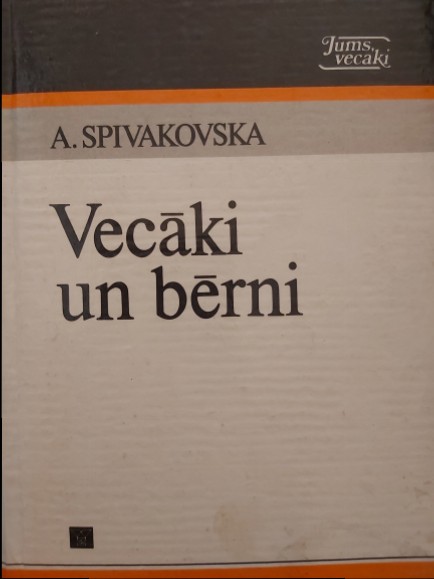 Jums,
vecāki
A. SPIVAKOVSKA
Vecāki
un bērni